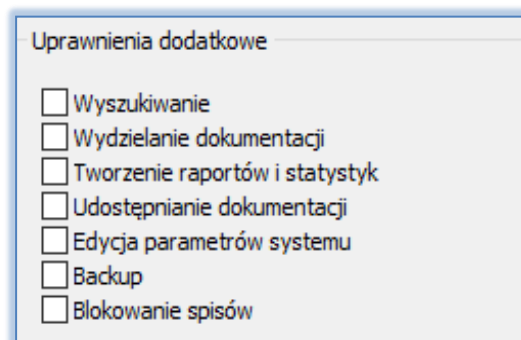 Uprawnienia dodatkowe
Wyszukiwanie
Wydzielanie dokumentacji
Tworzenie raportów i statystyk
Udostępnianie dokumentacji
Edycja parametrów systemu
Backup
Blokowanie spisów